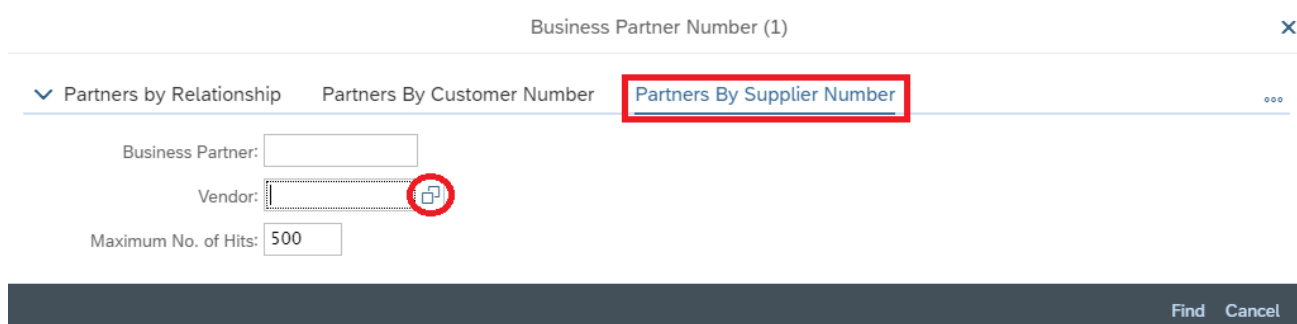 Business Partner Number (1)
Partners by Relationship Partners By Customer Number Partners By Supplier Number
Business Partner:
Vendor:
Maximum No. of Hits: 500
Find Cancel